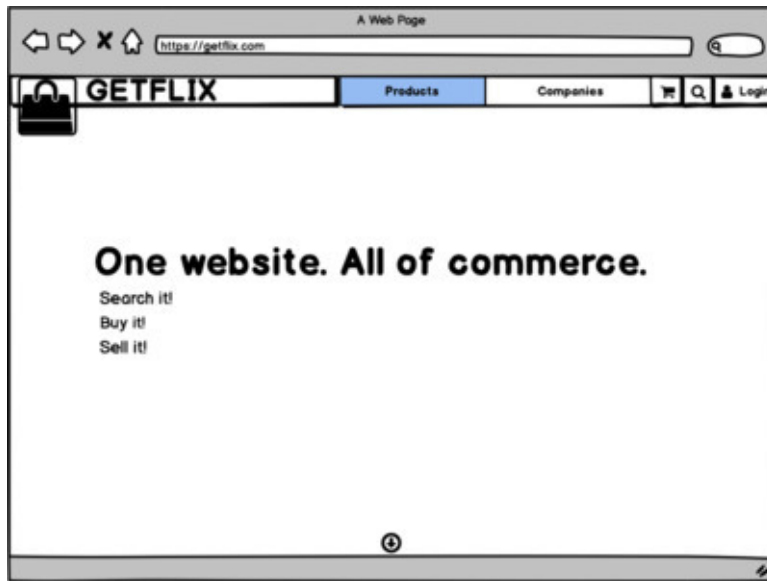 A Web Page
https://getflix.com
GETFLIX
Products
Companies
Login
One website. All of commerce.
Search it!
Buy it!
Sell it!